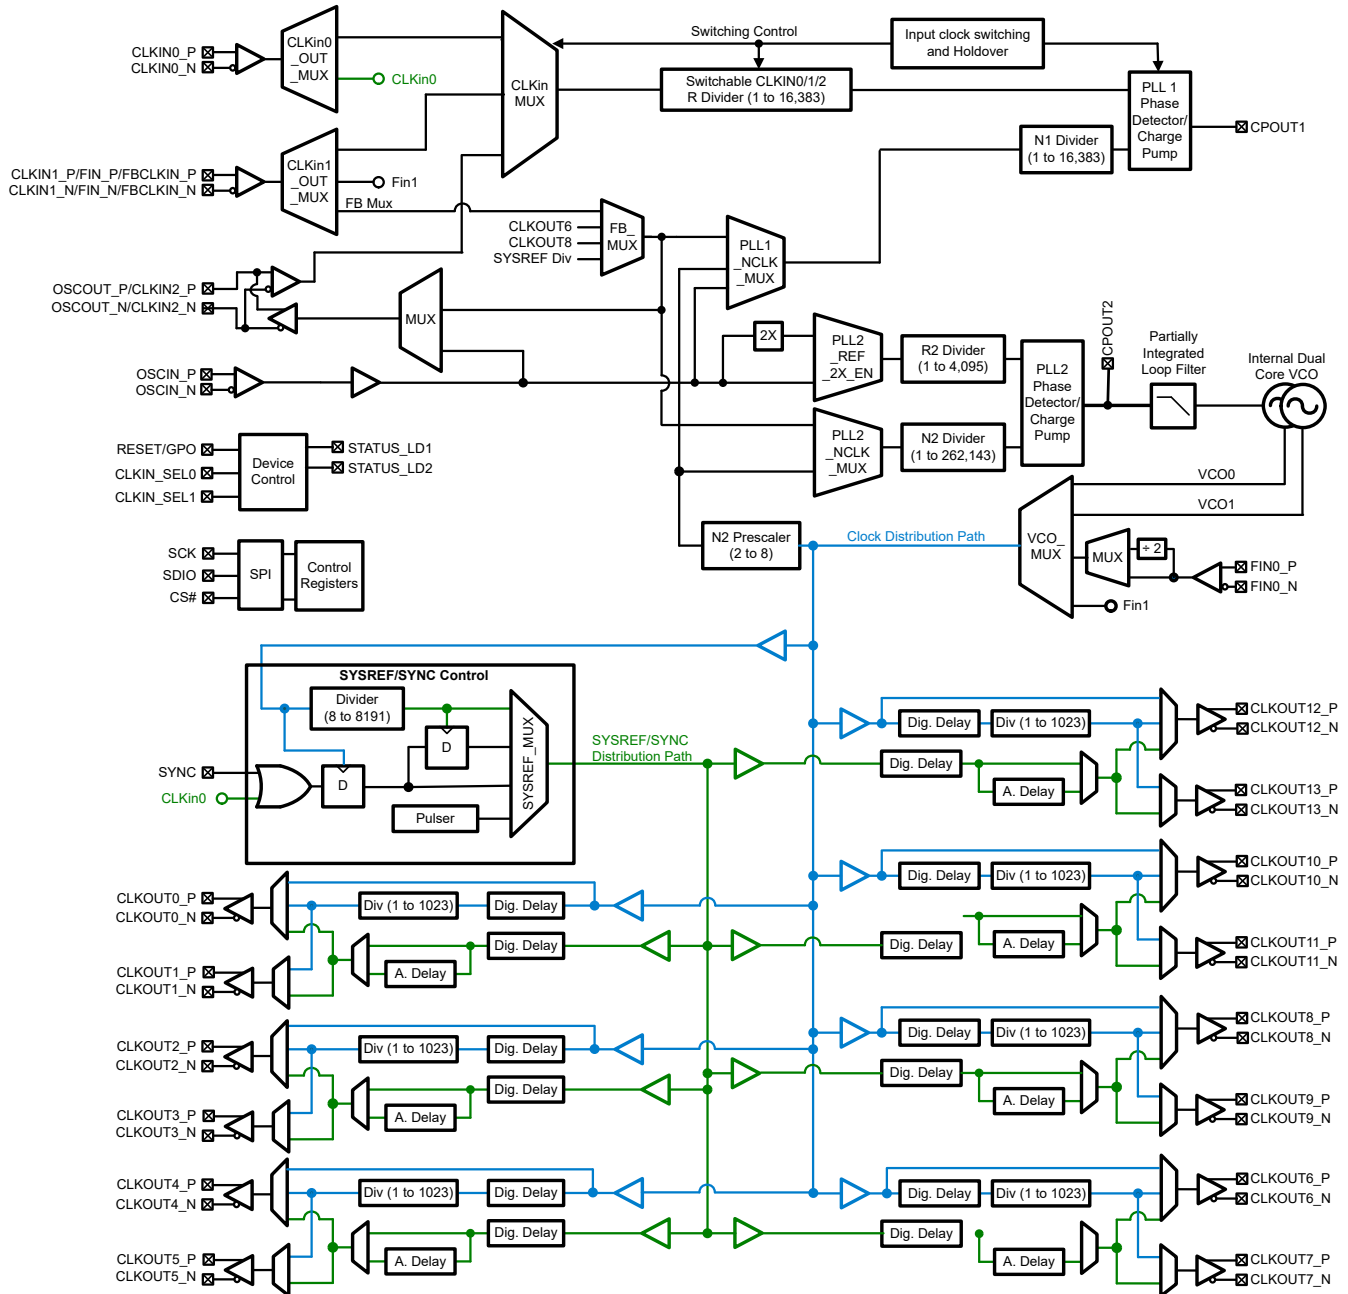 CLKIN0_P
CLKIN0_N
CLKin0
_OUT
_MUX
CLKin0
CLKin
MUX
Switching Control
Input clock switching
and Holdover
Switchable CLKIN0/1/2
R Divider (1 to 16,383)
PLL 1
Phase
Detector/
Charge
Pump
CPOUT1
N1 Divider
(1 to 16,383)
CLKIN1_P/FIN_P/FBCLKIN_P
CLKIN1_N/FIN_N/FBCLKIN_N
CLKin1
_OUT
_MUX
Fin1
FB Mux
CLKOUT6
CLKOUT8
SYSREF Div
FB_
MUX
PLL1
_NCLK
_MUX
OSCOUT_P/CLKIN2_P
OSCOUT_N/CLKIN2_N
MUX
OSCIN_P
OSCIN_N
2X
PLL2
_REF
_2X_EN
R2 Divider
(1 to 4,095)
PLL2
Phase
Detector/
Charge
Pump
CPOUT2
Partially
Integrated
Loop Filter
Internal Dual
Core VCO
PLL2
_NCLK
_MUX
N2 Divider
(1 to 262,143)
RESET/GPO
CLKIN_SEL0
CLKIN_SEL1
Device
Control
STATUS_LD1
STATUS_LD2
VCO0
VCO1
N2 Prescaler
(2 to 8)
Clock Distribution Path
VCO_
MUX
MUX
÷ 2
FIN0_P
FIN0_N
Fin1
SCK
SDIO
CS#
SPI
Control
Registers
SYSREF/SYNC Control
Divider
(8 to 8191)
D
D
SYSREF_MUX
Pulser
SYNC
CLKin0
SYSREF/SYNC
Distribution Path
Dig. Delay
Div (1 to 1023)
CLKOUT12_P
CLKOUT12_N
Dig. Delay
A. Delay
CLKOUT13_P
CLKOUT13_N
Dig. Delay
Div (1 to 1023)
CLKOUT10_P
CLKOUT10_N
Dig. Delay
A. Delay
CLKOUT11_P
CLKOUT11_N
CLKOUT0_P
CLKOUT0_N
Div (1 to 1023)
Dig. Delay
CLKOUT1_P
CLKOUT1_N
A. Delay
Dig. Delay
Dig. Delay
Div (1 to 1023)
CLKOUT8_P
CLKOUT8_N
Dig. Delay
A. Delay
CLKOUT9_P
CLKOUT9_N
CLKOUT2_P
CLKOUT2_N
Div (1 to 1023)
Dig. Delay
CLKOUT3_P
CLKOUT3_N
A. Delay
Dig. Delay
CLKOUT4_P
CLKOUT4_N
Div (1 to 1023)
Dig. Delay
CLKOUT5_P
CLKOUT5_N
A. Delay
Dig. Delay
Dig. Delay
Div (1 to 1023)
CLKOUT6_P
CLKOUT6_N
Dig. Delay
A. Delay
CLKOUT7_P
CLKOUT7_N